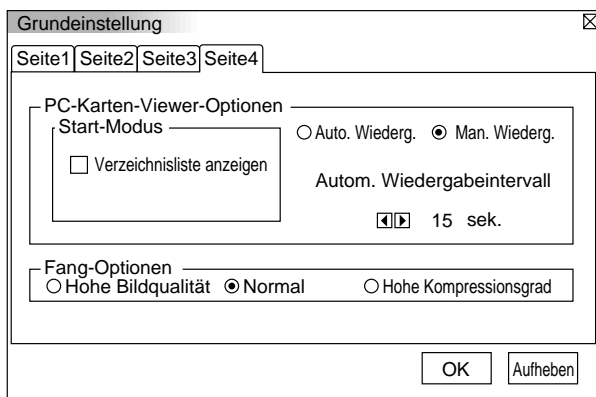 Grundeinstellung
Seite1 Seite2 Seite3 Seite4
PC-Karten-Viewer-Optionen
Start-Modus
Verzeichnisliste anzeigen
Auto. Wiederg. Man. Wiederg.
Autom. Wiedergabeintervall
15 sek.
Fang-Optionen
Hohe Bildqualität Normal Hohe Kompressionsgrad
OK Aufheben